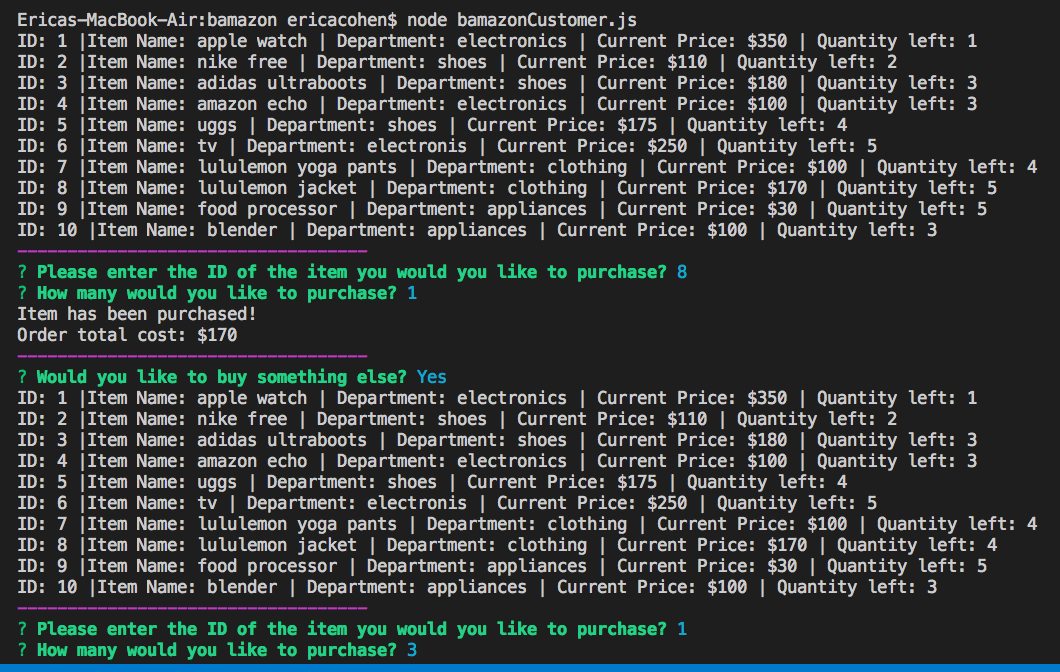 Ericas-MacBook-Air:bamazon ericacohen$ node bamazonCustomer.js
ID: 1 |Item Name: apple watch | Department: electronics | Current Price: $350 | Quantity left: 1
ID: 2 |Item Name: nike free | Department: shoes | Current Price: $110 | Quantity left: 2
ID: 3 |Item Name: adidas ultraboots | Department: shoes | Current Price: $180 | Quantity left: 3
ID: 4 |Item Name: amazon echo | Department: electronics | Current Price: $100 | Quantity left: 3
ID: 5 |Item Name: uggs | Department: shoes | Current Price: $175 | Quantity left: 4
ID: 6 |Item Name: tv | Department: electronis | Current Price: $250 | Quantity left: 5
ID: 7 |Item Name: lululemon yoga pants | Department: clothing | Current Price: $100 | Quantity left: 4
ID: 8 |Item Name: lululemon jacket | Department: clothing | Current Price: $170 | Quantity left: 5
ID: 9 |Item Name: food processor | Department: appliances | Current Price: $30 | Quantity left: 5
ID: 10 |Item Name: blender | Department: appliances | Current Price: $100 | Quantity left: 3
-----------------------------------
? Please enter the ID of the item you would you like to purchase? 8
? How many would you like to purchase? 1
Item has been purchased!
Order total cost: $170
-----------------------------------
? Would you like to buy something else? Yes
ID: 1 |Item Name: apple watch | Department: electronics | Current Price: $350 | Quantity left: 1
ID: 2 |Item Name: nike free | Department: shoes | Current Price: $110 | Quantity left: 2
ID: 3 |Item Name: adidas ultraboots | Department: shoes | Current Price: $180 | Quantity left: 3
ID: 4 |Item Name: amazon echo | Department: electronics | Current Price: $100 | Quantity left: 3
ID: 5 |Item Name: uggs | Department: shoes | Current Price: $175 | Quantity left: 4
ID: 6 |Item Name: tv | Department: electronis | Current Price: $250 | Quantity left: 5
ID: 7 |Item Name: lululemon yoga pants | Department: clothing | Current Price: $100 | Quantity left: 4
ID: 8 |Item Name: lululemon jacket | Department: clothing | Current Price: $170 | Quantity left: 4
ID: 9 |Item Name: food processor | Department: appliances | Current Price: $30 | Quantity left: 5
ID: 10 |Item Name: blender | Department: appliances | Current Price: $100 | Quantity left: 3
-----------------------------------
? Please enter the ID of the item you would you like to purchase? 1
? How many would you like to purchase? 3